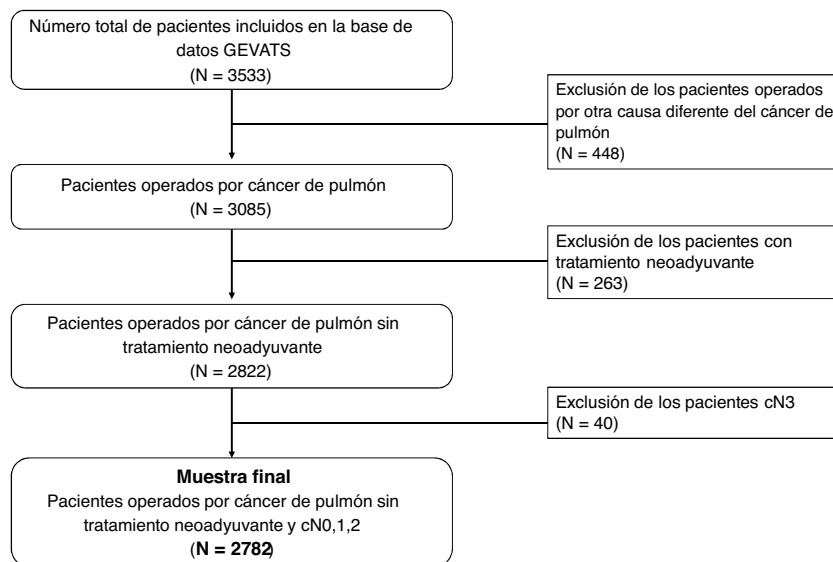 Número total de pacientes incluidos en la base de
datos GEVATS
(N = 3533)
Exclusión de los pacientes operados
por otra causa diferente del cáncer de
pulmón
(N = 448)
Pacientes operados por cáncer de pulmón
(N = 3085)
Exclusión de los pacientes con
tratamiento neoadyuvante
(N = 263)
Pacientes operados por cáncer de pulmón sin
tratamiento neoadyuvante
(N = 2822)
Exclusión de los pacientes cN3
(N = 40)
Muestra final
Pacientes operados por cáncer de pulmón sin
tratamiento neoadyuvante y cN0,1,2
(N = 2782)